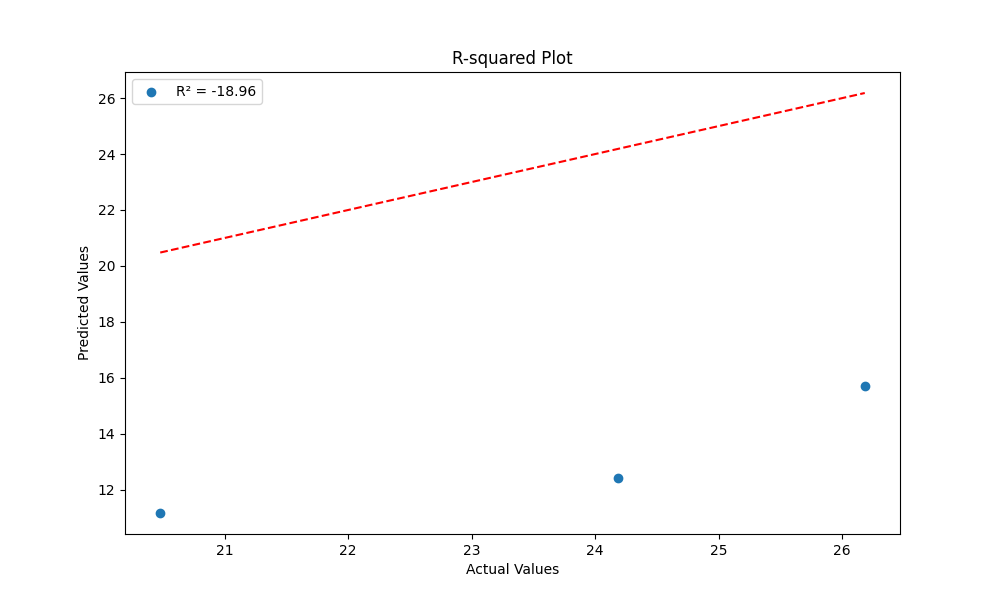 R-squared Plot
R² = -18.96
26
24
22
20
18
16
14
12
Predicted Values
21 22 23 24 25 26
Actual Values